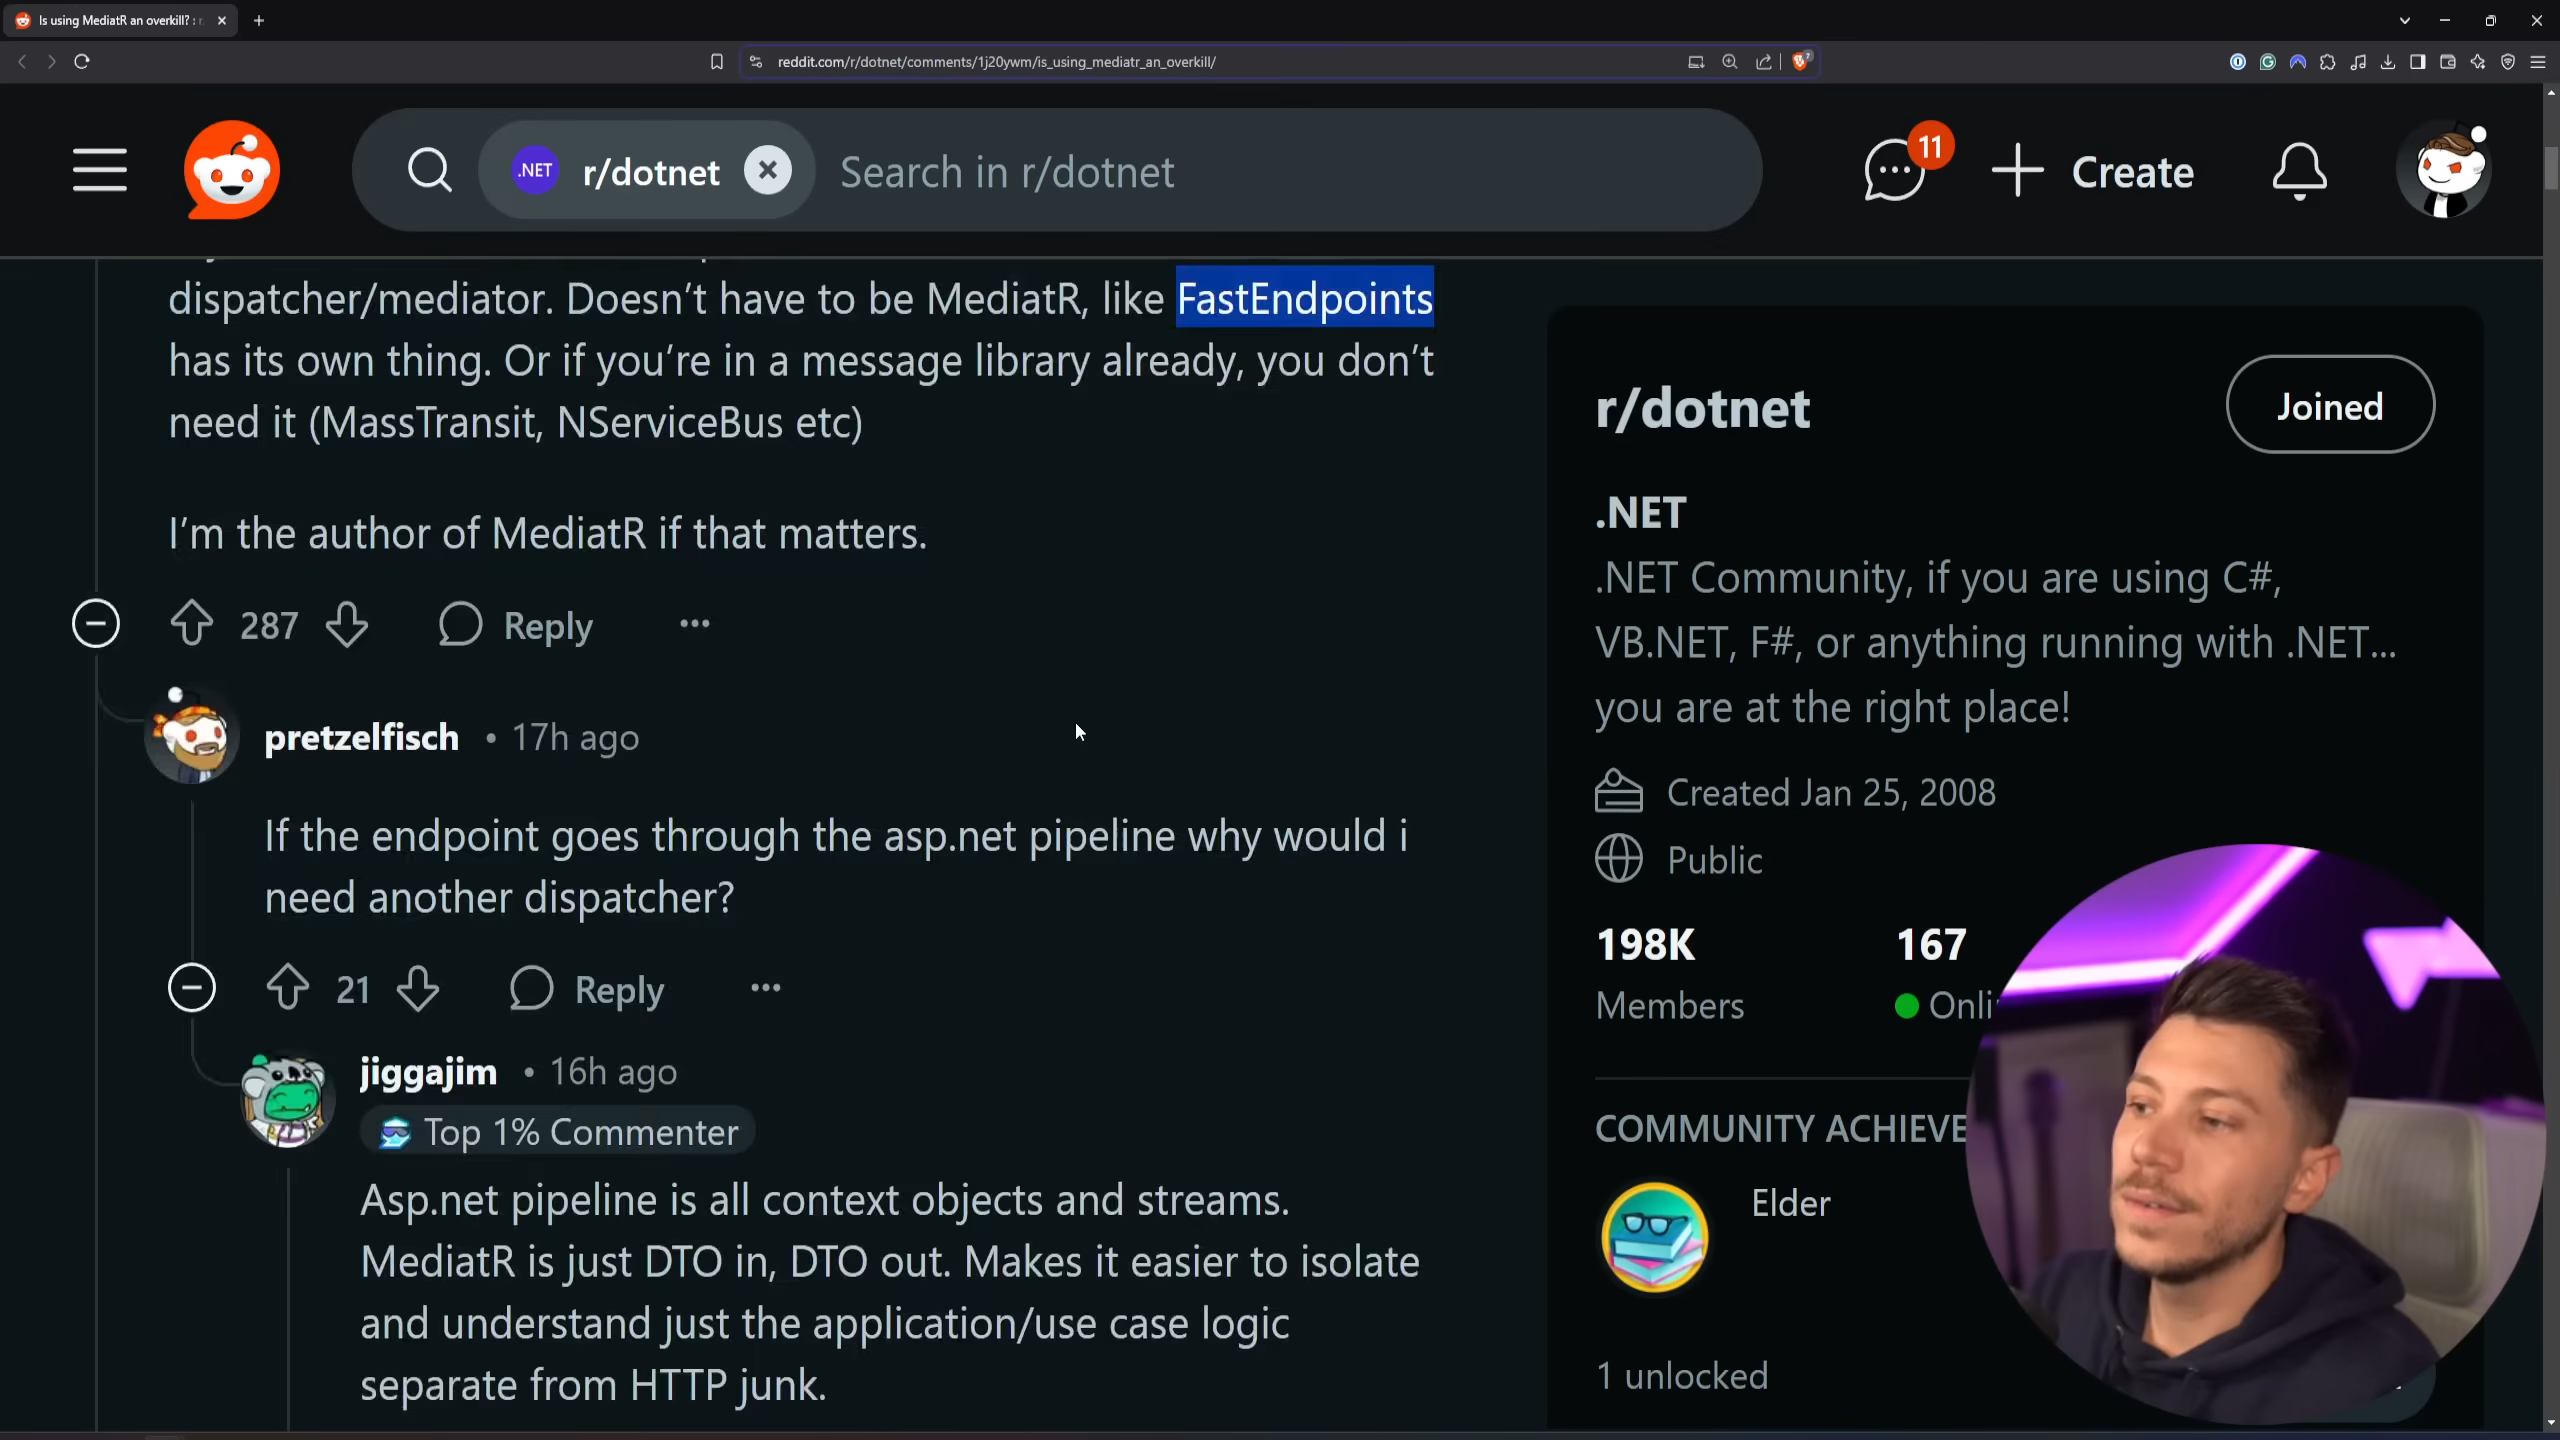 Is using MediatR an overkill? : r
reddit.com/r/dotnet/comments/1j20ywm/is_using_mediatr_an_overkill/
.NET r/dotnet Search in r/dotnet
11
Create
dispatcher/mediator. Doesn't have to be MediatR, like FastEndpoints
has its own thing. Or if you're in a message library already, you don't
need it (MassTransit, NServiceBus etc)
I'm the author of MediatR if that matters.
287 Reply
pretzelfisch • 17h ago
If the endpoint goes through the asp.net pipeline why would i
need another dispatcher?
21 Reply
jiggajim • 16h ago
Top 1% Commenter
Asp.net pipeline is all context objects and streams.
MediatR is just DTO in, DTO out. Makes it easier to isolate
and understand just the application/use case logic
separate from HTTP junk.
r/dotnet Joined
.NET
.NET Community, if you are using C#,
VB.NET, F#, or anything running with .NET...
you are at the right place!
Created Jan 25, 2008
Public
198K 167
Members Onli
COMMUNITY ACHIEVE
Elder
1 unlocked